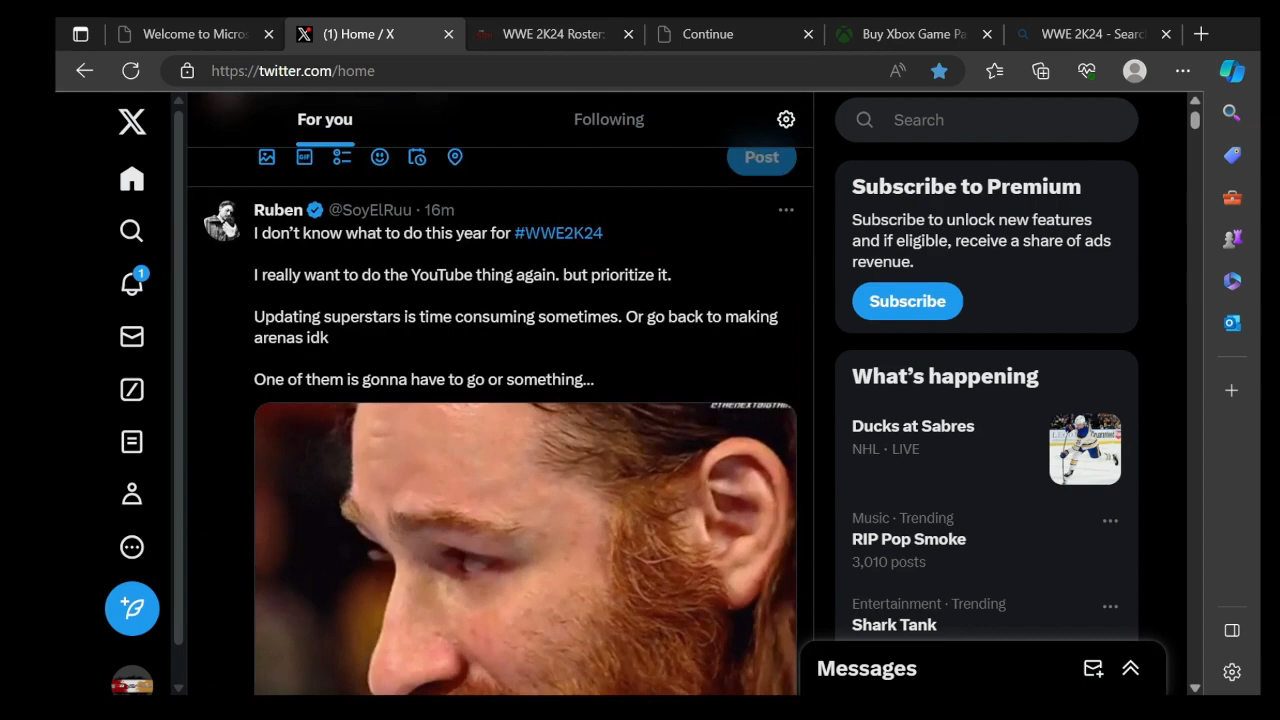 Welcome to Micros
(1) Home / X
WWE 2K24 Roster:
Continue
Buy Xbox Game Pa
WWE 2K24 - Searc
https://twitter.com/home
For you
Following
Search
GIF
Post
Subscribe to Premium
Subscribe to unlock new features
and if eligible, receive a share of ads
revenue.
Subscribe
Ruben @SoyElRuu · 16m
I don't know what to do this year for #WWE2K24
I really want to do the YouTube thing again. but prioritize it.
Updating superstars is time consuming sometimes. Or go back to making
arenas idk
One of them is gonna have to go or something...
1
What's happening
Ducks at Sabres
NHL · LIVE
Music · Trending
RIP Pop Smoke
3,010 posts
Entertainment · Trending
Shark Tank
Messages